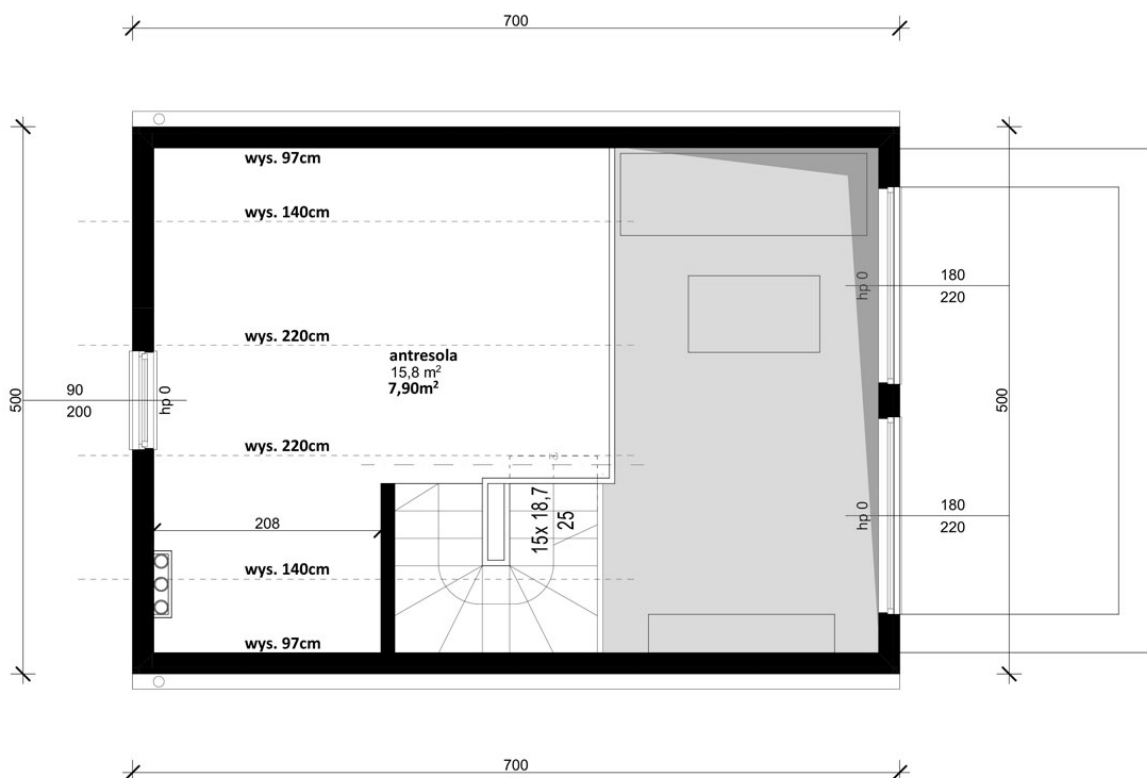 700
wys. 97cm
wys. 140cm
180
220
hp 0
wys. 220cm
antresola
15,8 m²
7,90m²
90
200
hp 0
500
500
wys. 220cm
15x 18,7
25
180
220
hp 0
208
wys. 140cm
wys. 97cm
700